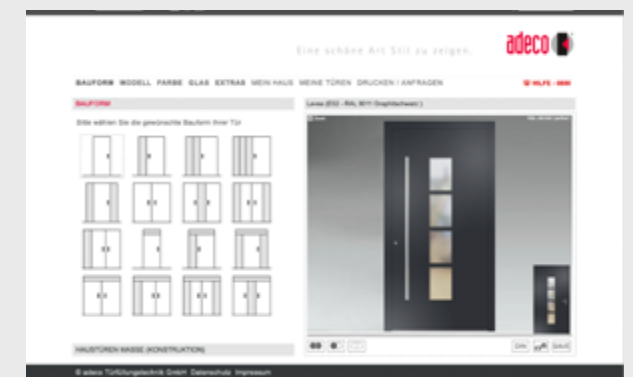 Eine schöne Art Stil zu zeigen.
adeco
BAUFORM MODELL FARBE GLAS EXTRAS MEIN HAUS MEINE TÜREN DRUCKEN / ANFRAGEN
BAUFORM
Bitte wählen Sie die gewünschte Bauform Ihrer Tür
HAUSTÜREN MASSE (KONSTRUKTION)
© adeco Türfüllungstechnik GmbH Datenschutz Impressum